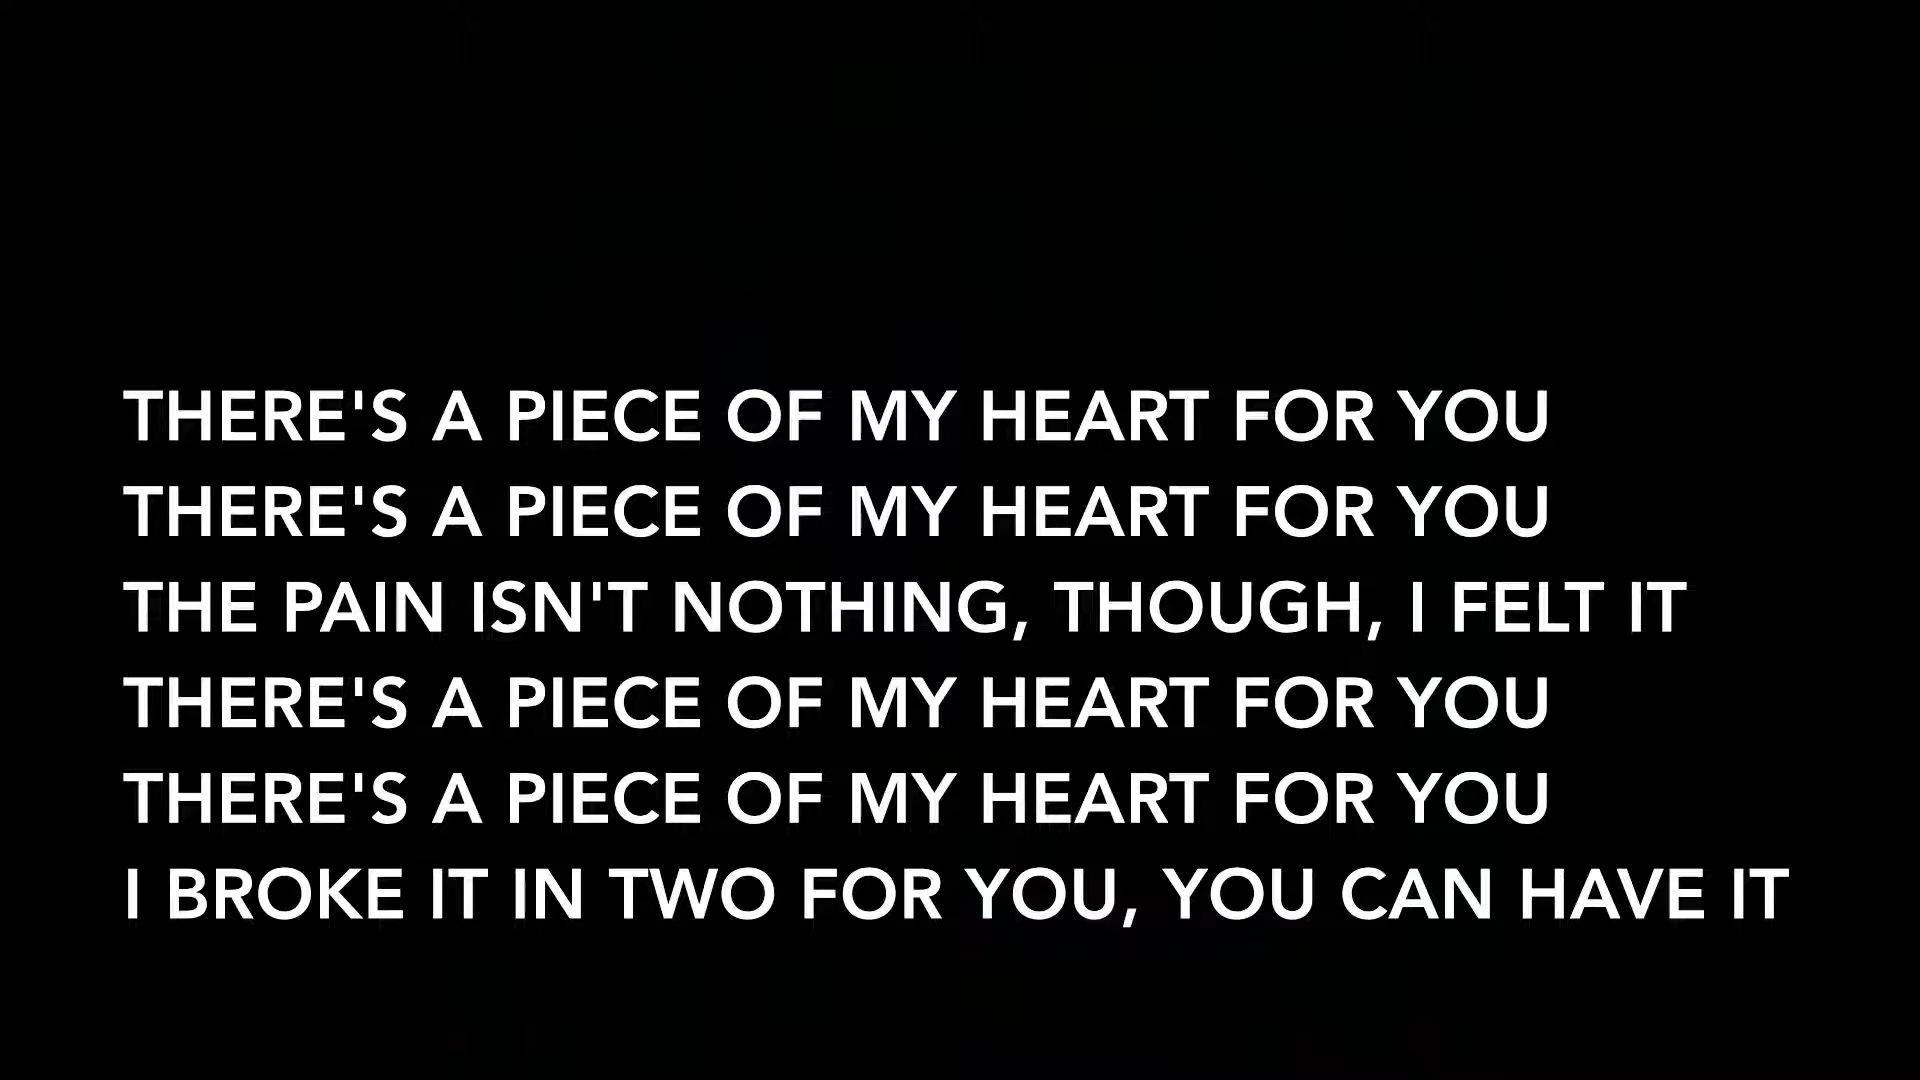 THERE'S A PIECE OF MY HEART FOR YOU
THERE'S A PIECE OF MY HEART FOR YOU
THE PAIN ISN'T NOTHING, THOUGH, I FELT IT
THERE'S A PIECE OF MY HEART FOR YOU
THERE'S A PIECE OF MY HEART FOR YOU
I BROKE IT IN TWO FOR YOU, YOU CAN HAVE IT